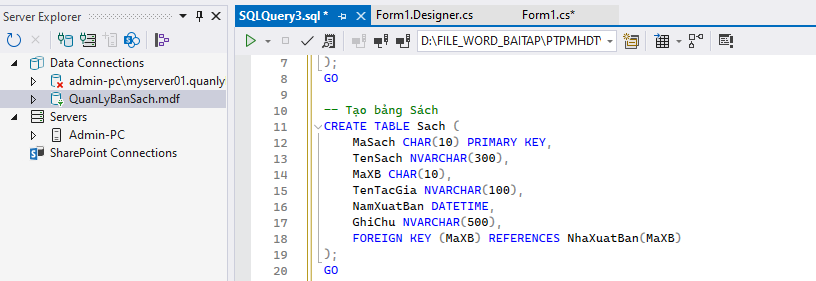 Server Explorer
Data Connections
admin-pc\myserver01.quanly
QuanLyBanSach.mdf
Servers
Admin-PC
SharePoint Connections
SQLQuery3.sql *
Form1.Designer.cs
Form1.cs*
D:\FILE_WORD_BAITAP\PTPMHDT\
7 );
8 GO
9
10 -- Tạo bảng Sách
11 CREATE TABLE Sach (
12 MaSach CHAR(10) PRIMARY KEY,
13 TenSach NVARCHAR(300),
14 MaXB CHAR(10),
15 TenTacGia NVARCHAR(100),
16 NamXuatBan DATETIME,
17 GhiChu NVARCHAR(500),
18 FOREIGN KEY (MaXB) REFERENCES NhaXuatBan(MaXB)
19 );
20 GO